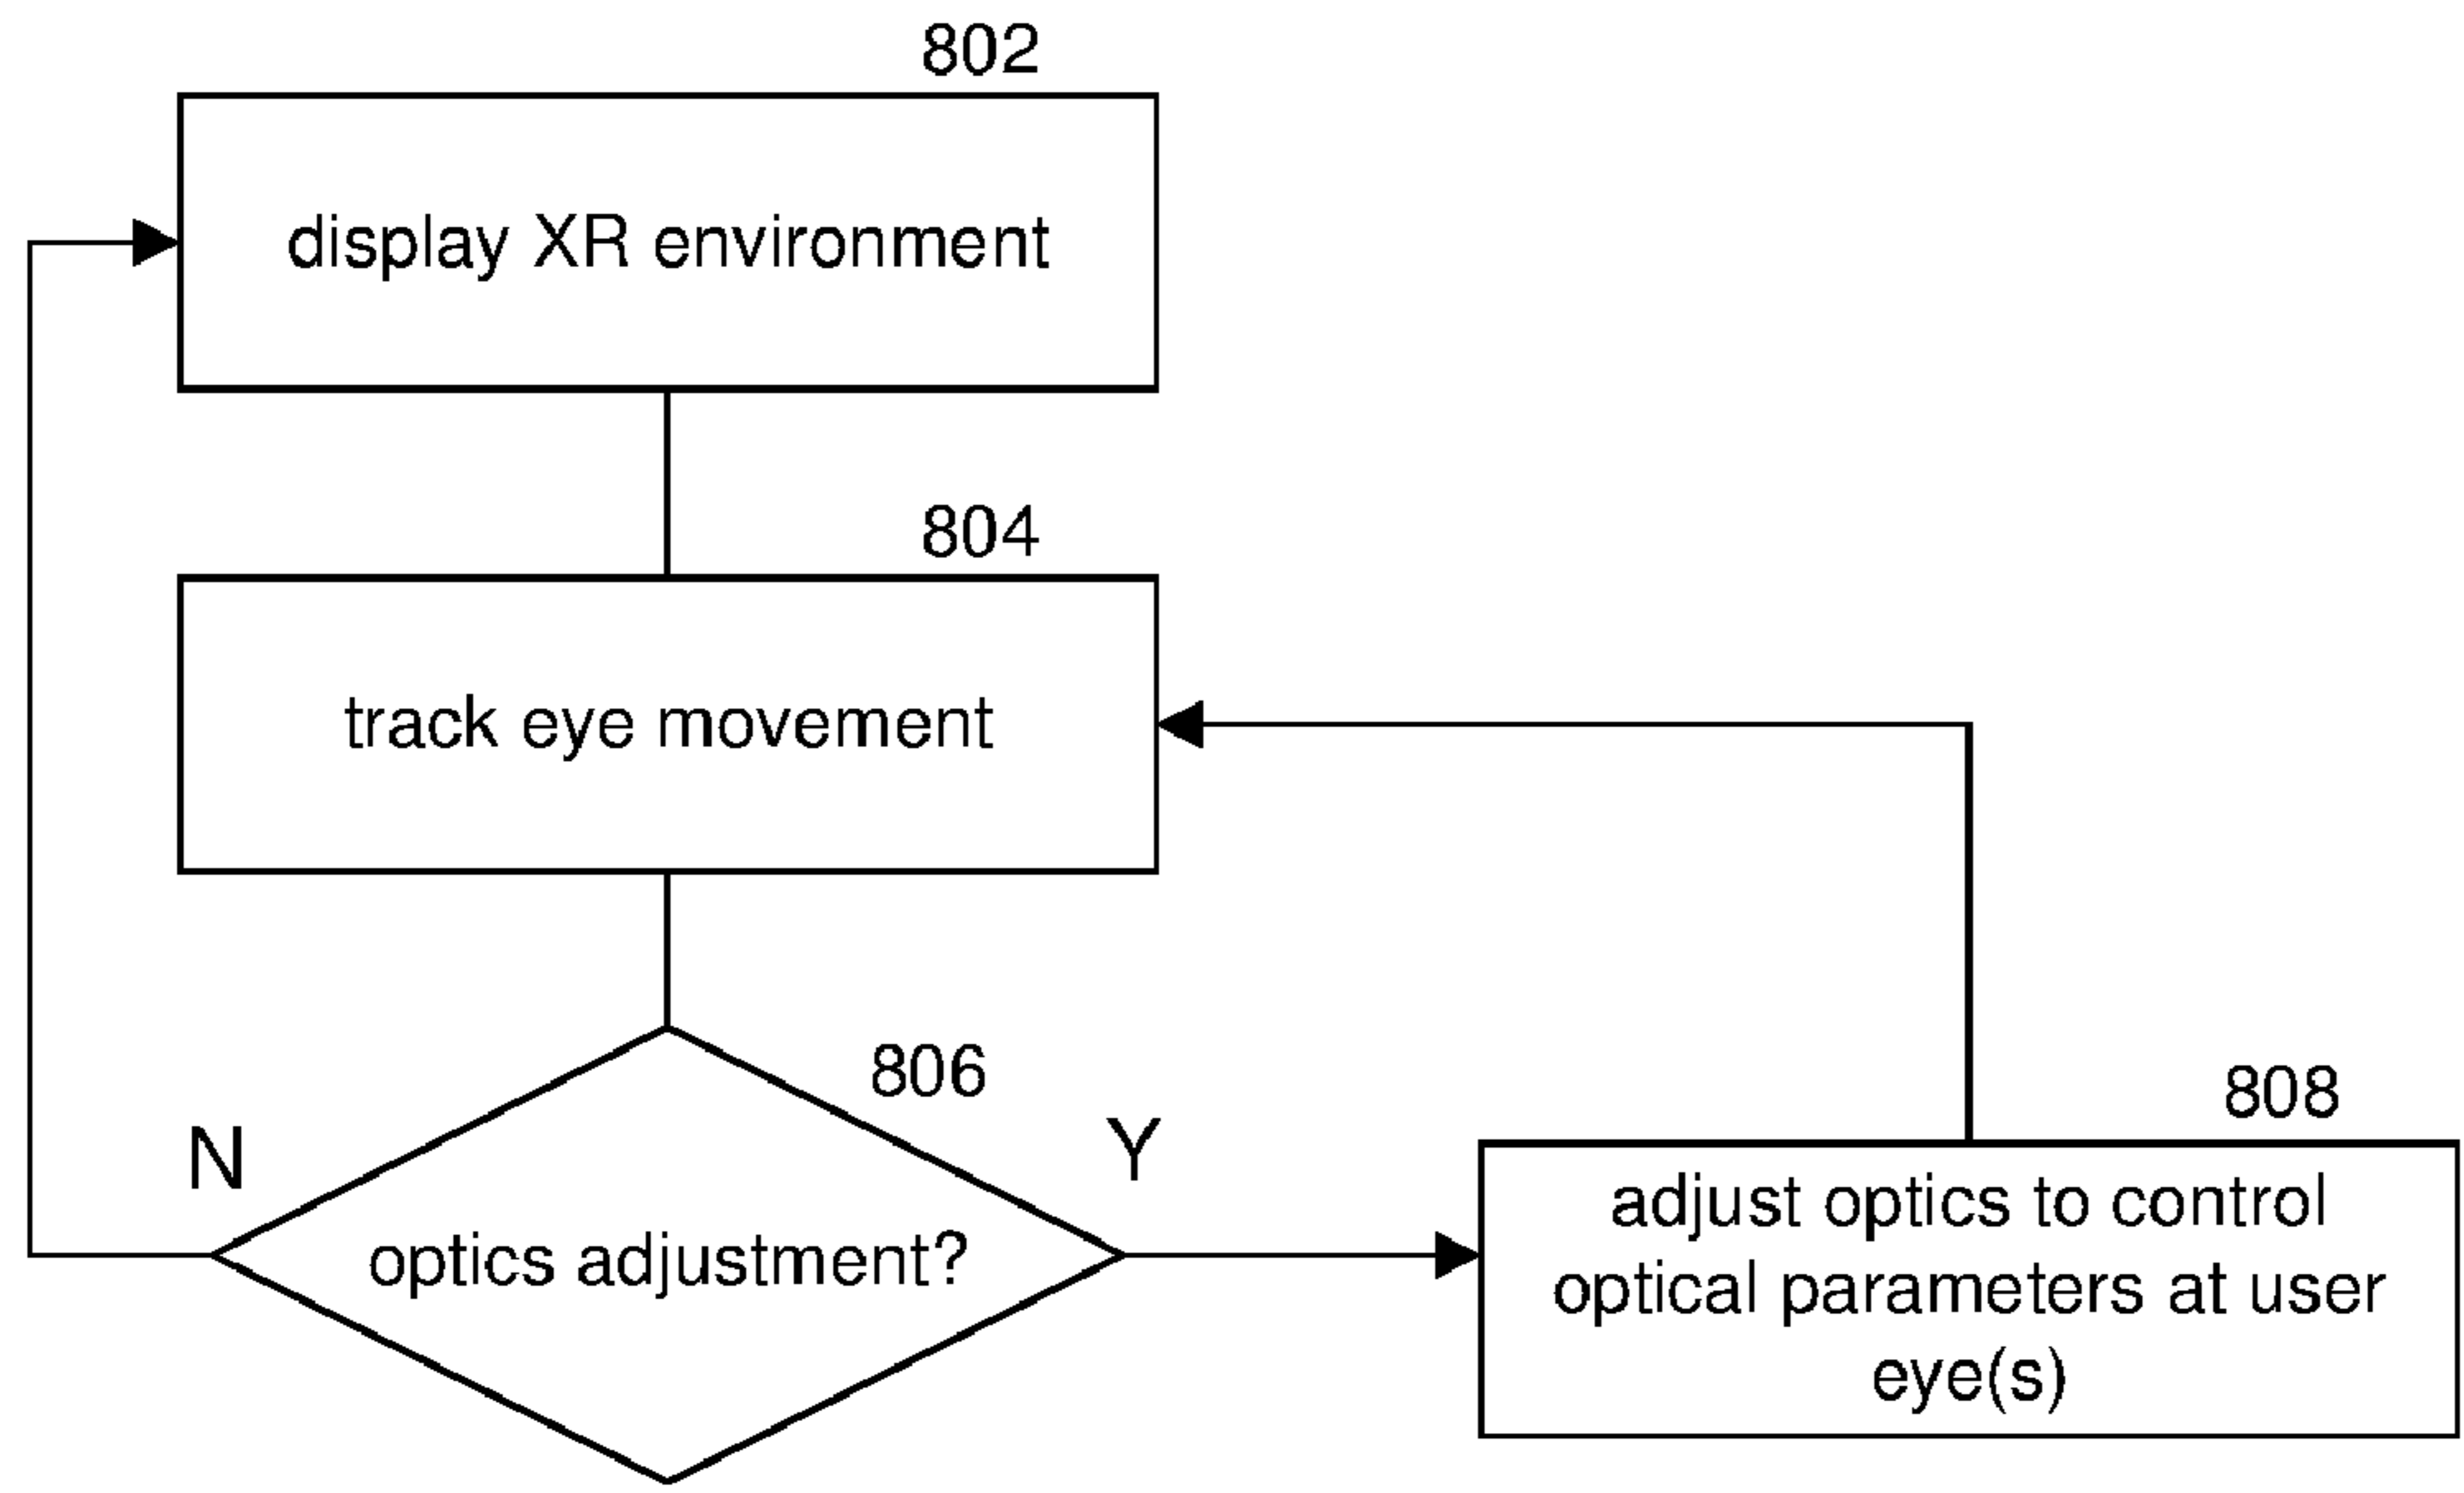 802
display XR environment
804
track eye movement
806
N
Y
optics adjustment?
808
adjust optics to control
optical parameters at user
eye(s)